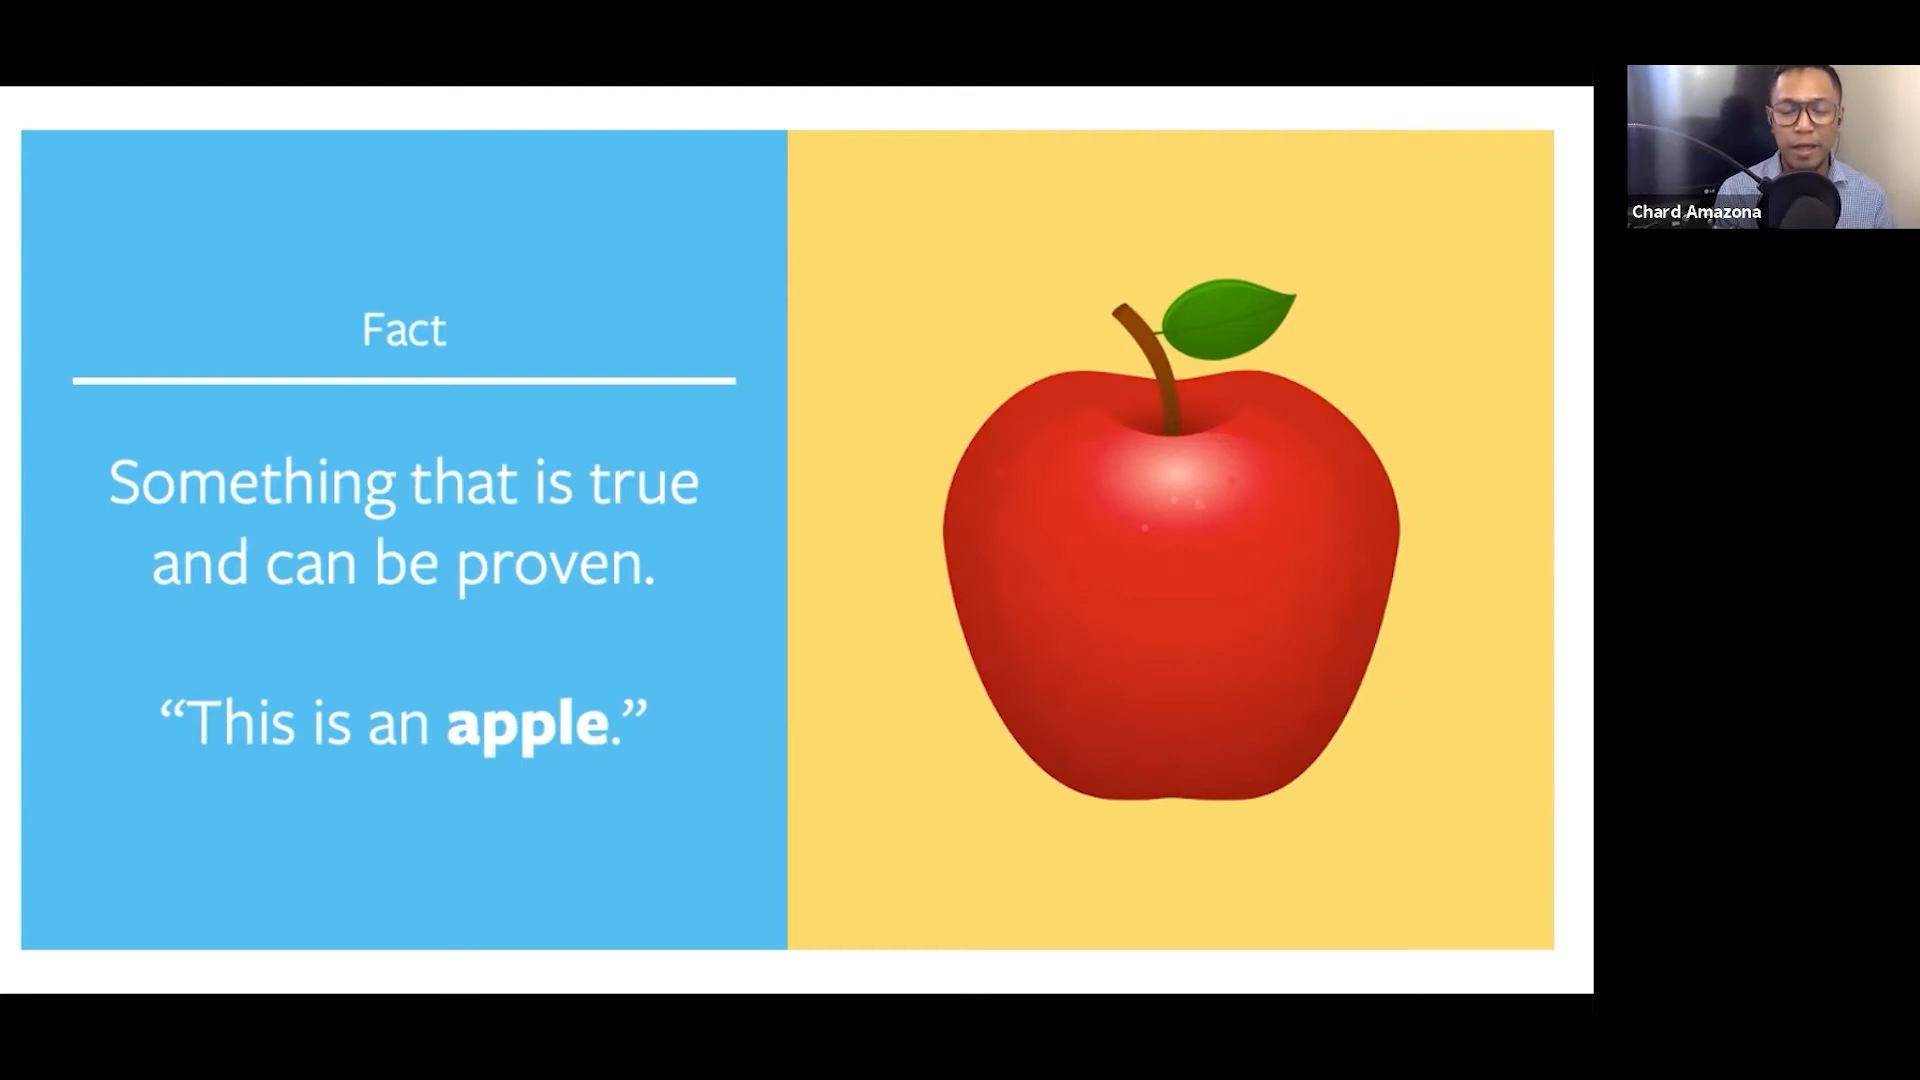 Fact
Something that is true
and can be proven.
“This is an apple.”
Chard Amazona